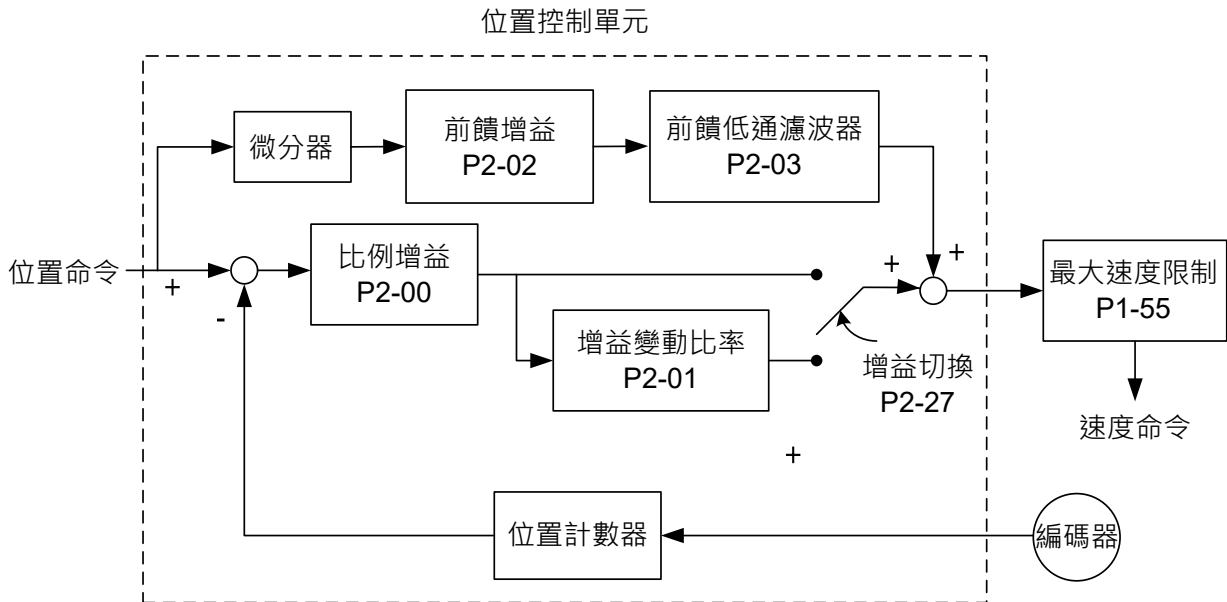 位置控制單元
微分器
前饋增益
P2-02
前饋低通濾波器
P2-03
位置命令
+
-
比例增益
P2-00
增益變動比率
P2-01
+
+
增益切換
P2-27
最大速度限制
P1-55
速度命令
+
位置計數器
編碼器